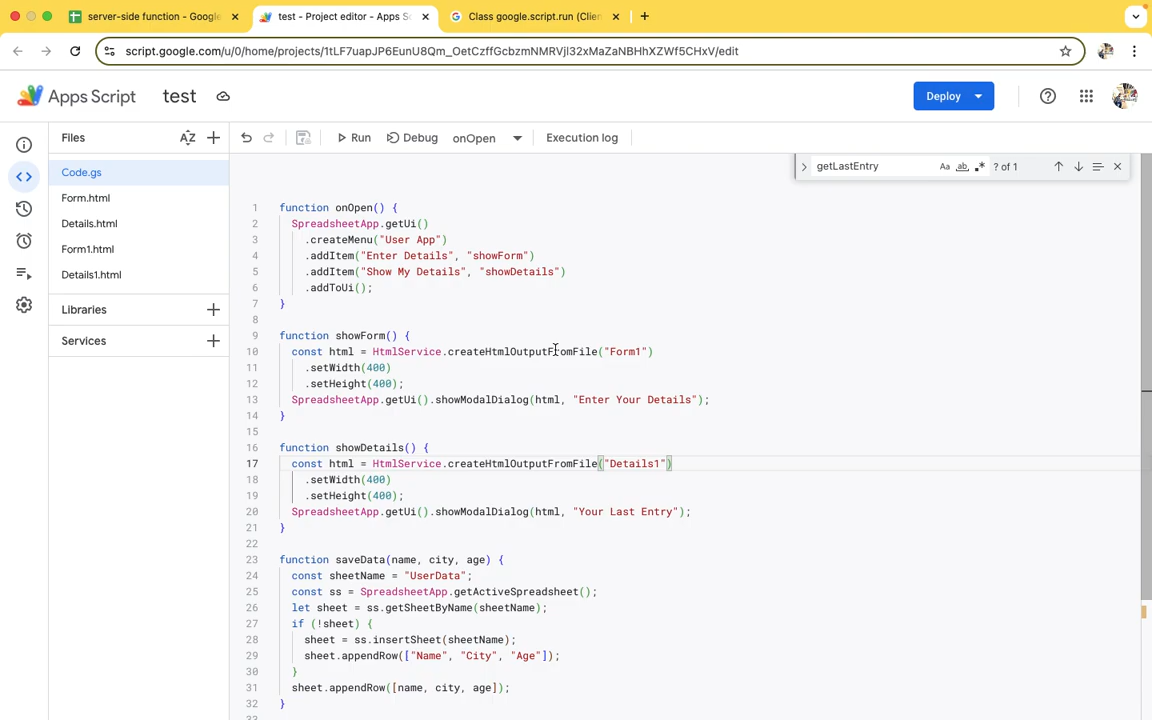 server-side function - Google
test - Project editor - Apps Sc
Class google.script.run (Clien
script.google.com/u/0/home/projects/1tLF7uapJP6EunU8Qm_OetCzffGcbzmNMRVjl32xMaZaNBHhXZWf5CHxV/edit
Apps Script
test
Deploy
Files
AZ
Run
Debug
onOpen
Execution log
Code.gs
Form.html
Details.html
Form1.html
Details1.html
Libraries
Services
getLastEntry
Aa
ab
? of 1
1 function onOpen() {
2 SpreadsheetApp.getUi()
3 .createMenu("User App")
4 .addItem("Enter Details", "showForm")
5 .addItem("Show My Details", "showDetails")
6 .addToUi();
7 }
8
9 function showForm() {
10 const html = HtmlService.createHtmlOutputFromFile("Form1")
11 .setWidth(400)
12 .setHeight(400);
13 SpreadsheetApp.getUi().showModalDialog(html, "Enter Your Details");
14 }
15
16 function showDetails() {
17 const html = HtmlService.createHtmlOutputFromFile("Details1")
18 .setWidth(400)
19 .setHeight(400);
20 SpreadsheetApp.getUi().showModalDialog(html, "Your Last Entry");
21 }
22
23 function saveData(name, city, age) {
24 const sheetName = "UserData";
25 const ss = SpreadsheetApp.getActiveSpreadsheet();
26 let sheet = ss.getSheetByName(sheetName);
27 if (!sheet) {
28 sheet = ss.insertSheet(sheetName);
29 sheet.appendRow(["Name", "City", "Age"]);
30 }
31 sheet.appendRow([name, city, age]);
32 }
33